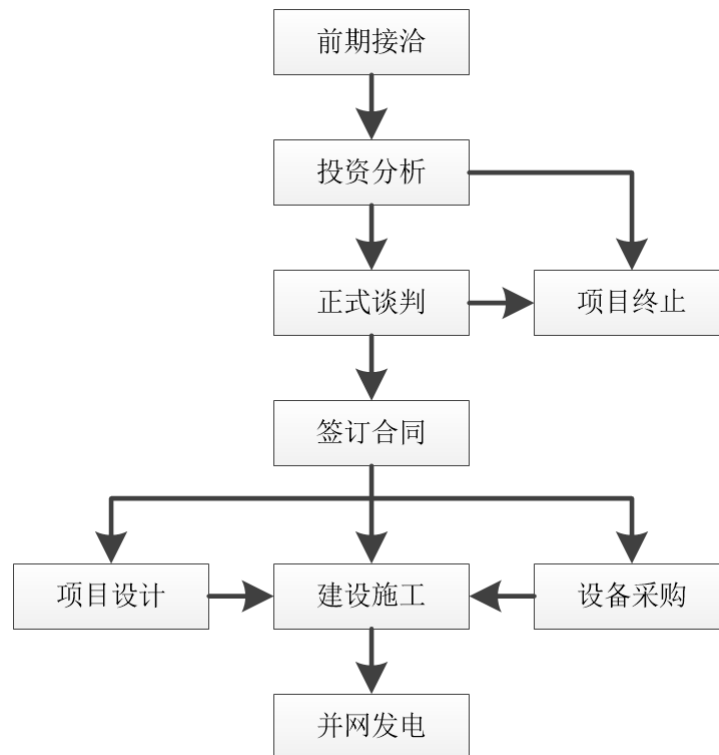 前期接洽
投资分析
正式谈判
项目终止
签订合同
项目设计
建设施工
设备采购
并网发电